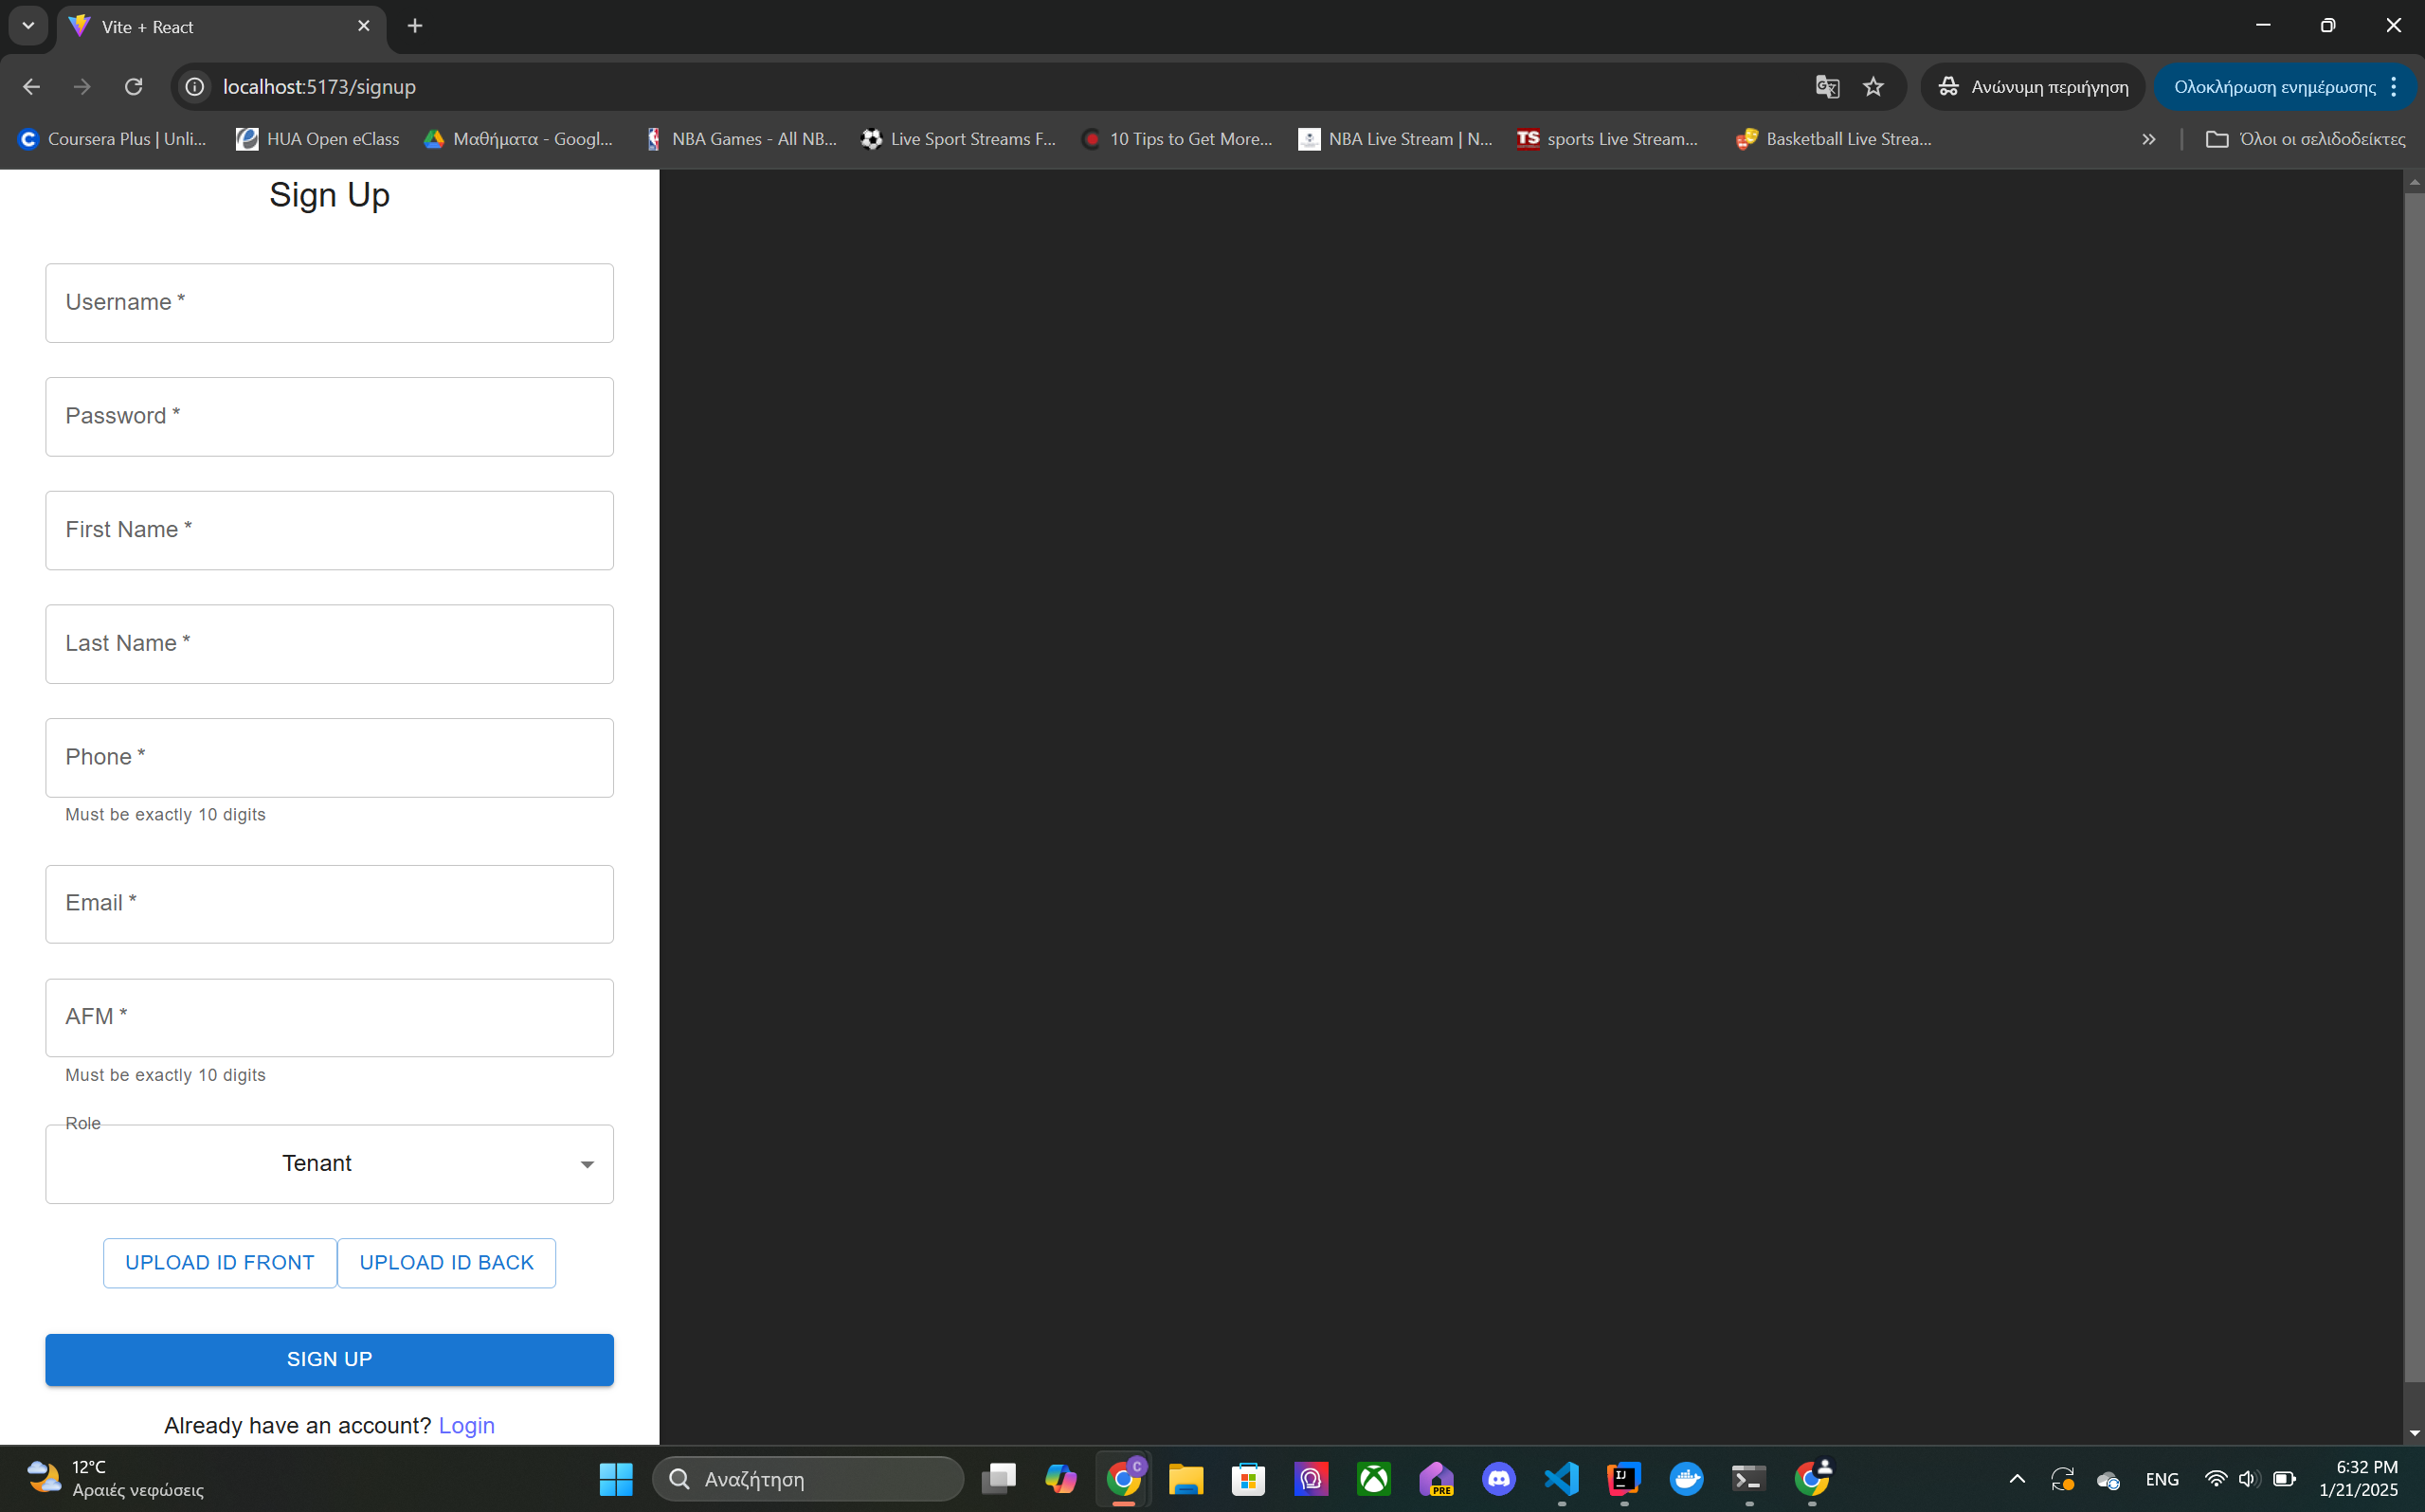 Vite + React
localhost:5173/signup
Ανώνυμη περιήγηση
Ολοκλήρωση ενημέρωσης
Coursera Plus | Unli...
HUA Open eClass
Μαθήματα - Googl...
NBA Games - All NB...
Live Sport Streams F...
10 Tips to Get More...
NBA Live Stream | N...
TS
sports Live Stream...
Basketball Live Strea...
Όλοι οι σελιδοδείκτες
Sign Up
Username *
Password *
First Name *
Last Name *
Phone *
Must be exactly 10 digits
Email *
AFM *
Must be exactly 10 digits
Role
Tenant
UPLOAD ID FRONT
UPLOAD ID BACK
SIGN UP
Already have an account? Login
12°C
Αραιές νεφώσεις
Αναζήτηση
C
PRE
IJ
ENG
6:32 PM
1/21/2025